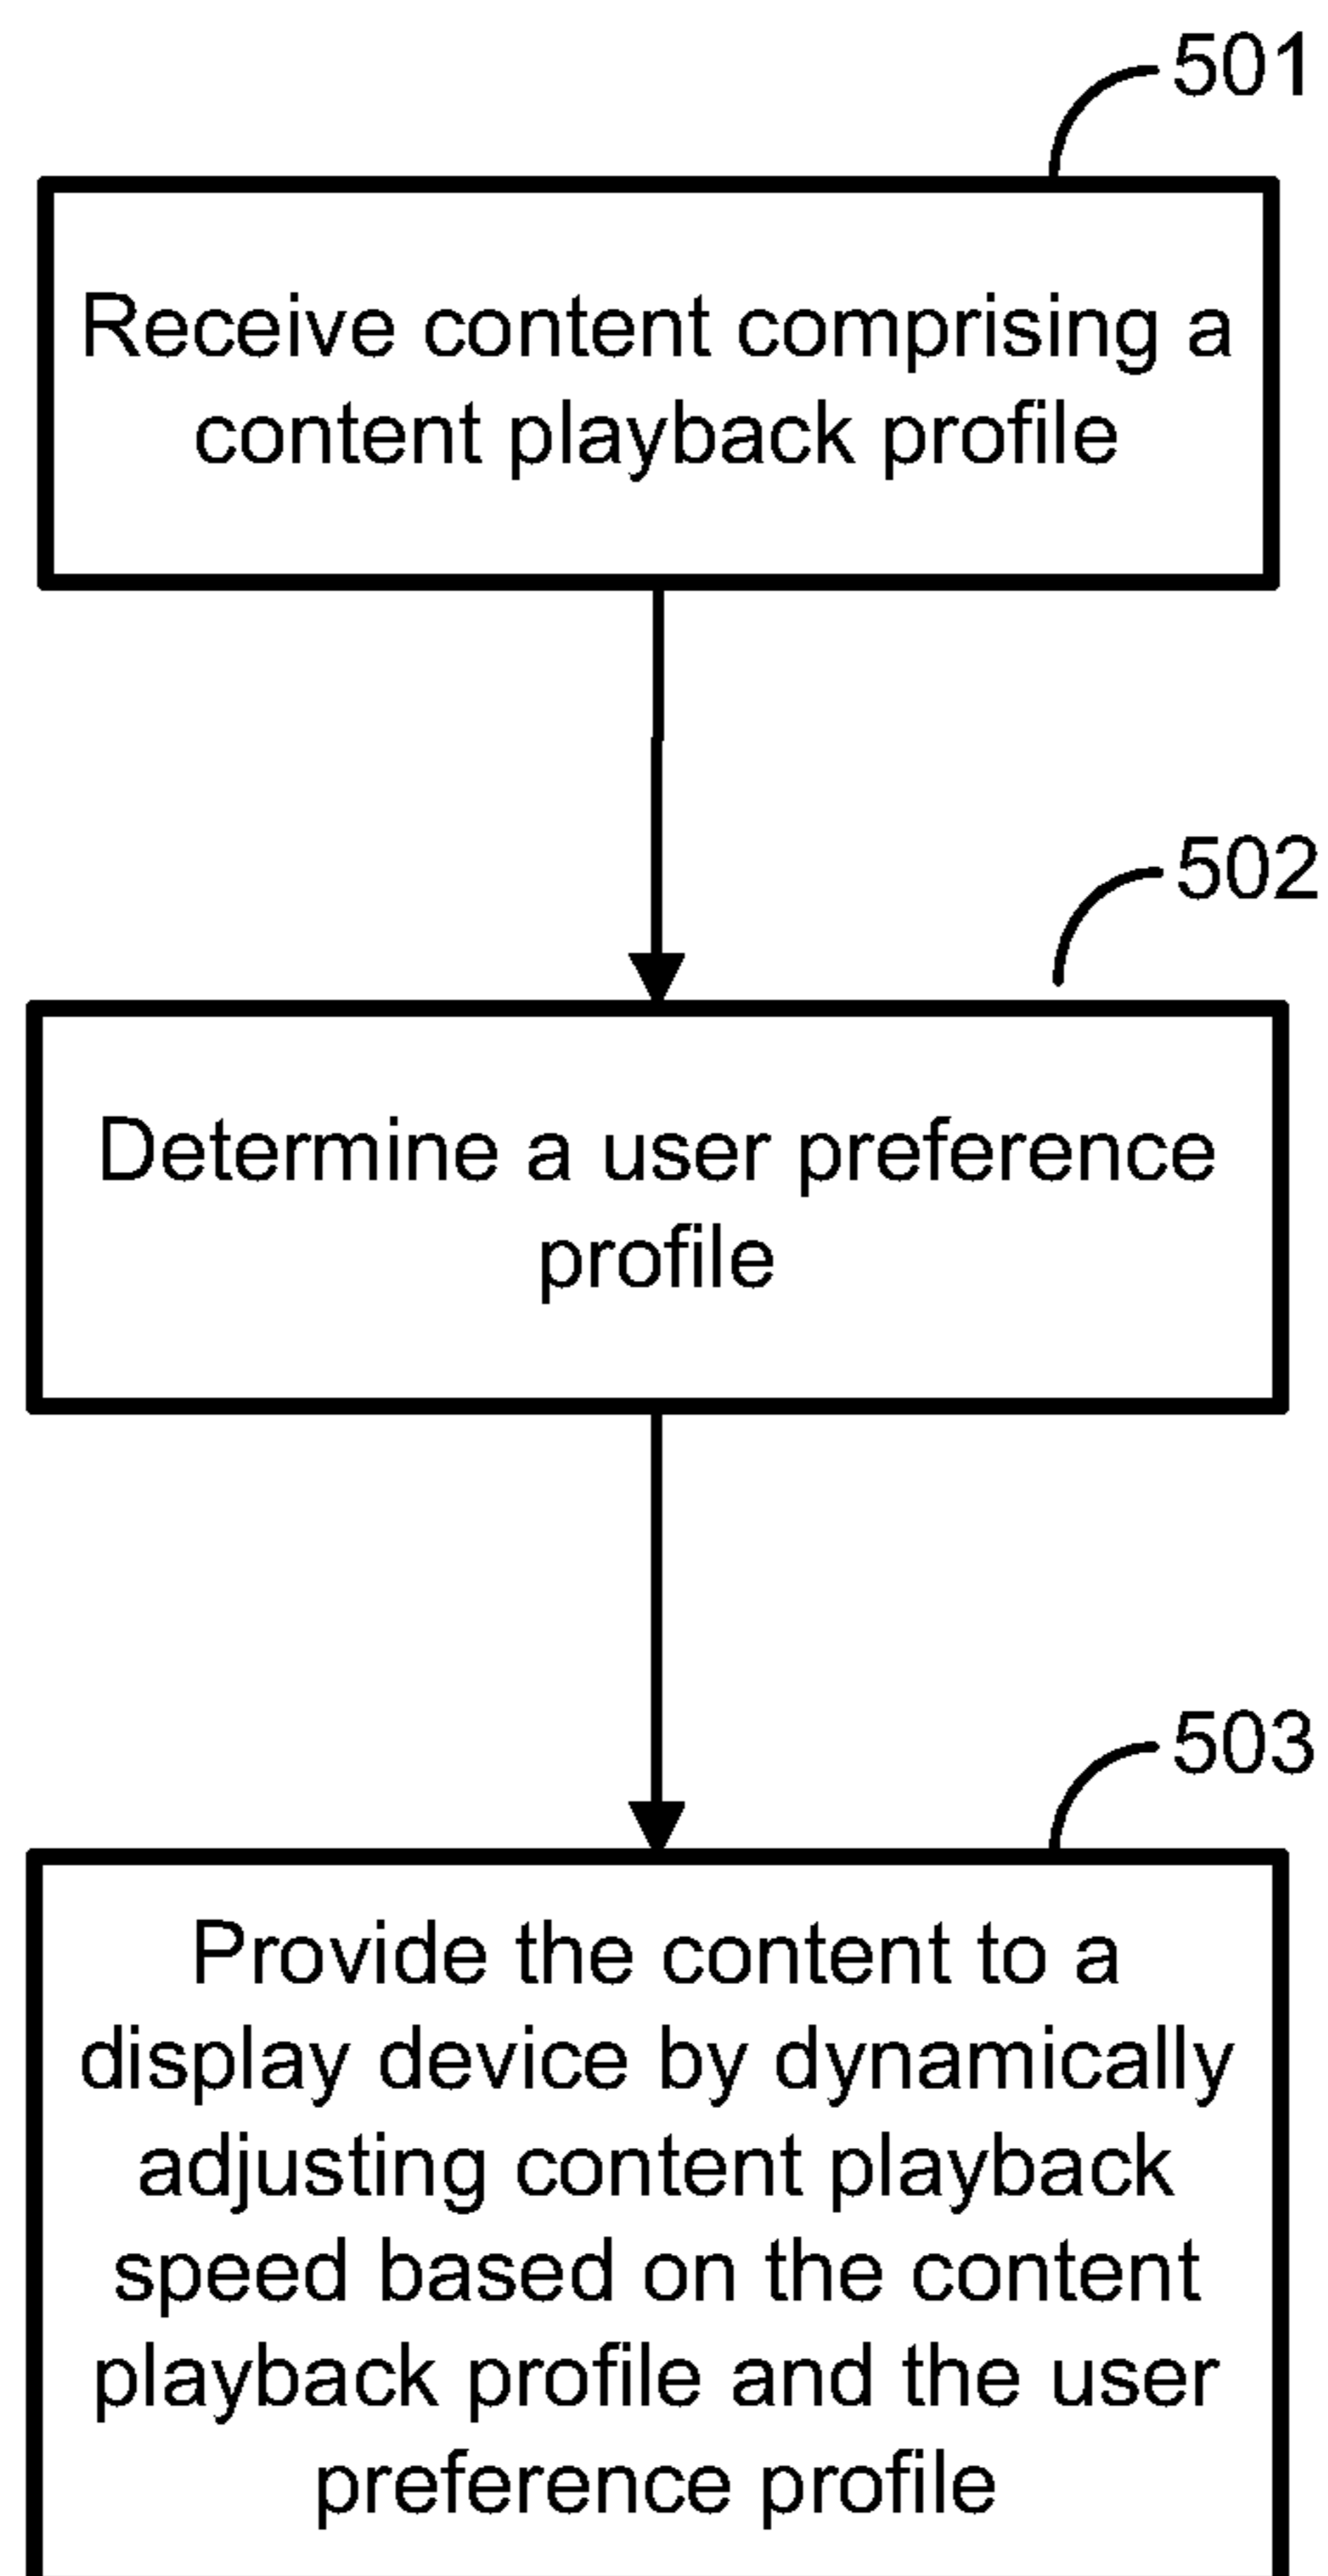 501
Receive content comprising a
content playback profile
502
Determine a user preference
profile
503
Provide the content to a
display device by dynamically
adjusting content playback
speed based on the content
playback profile and the user
preference profile